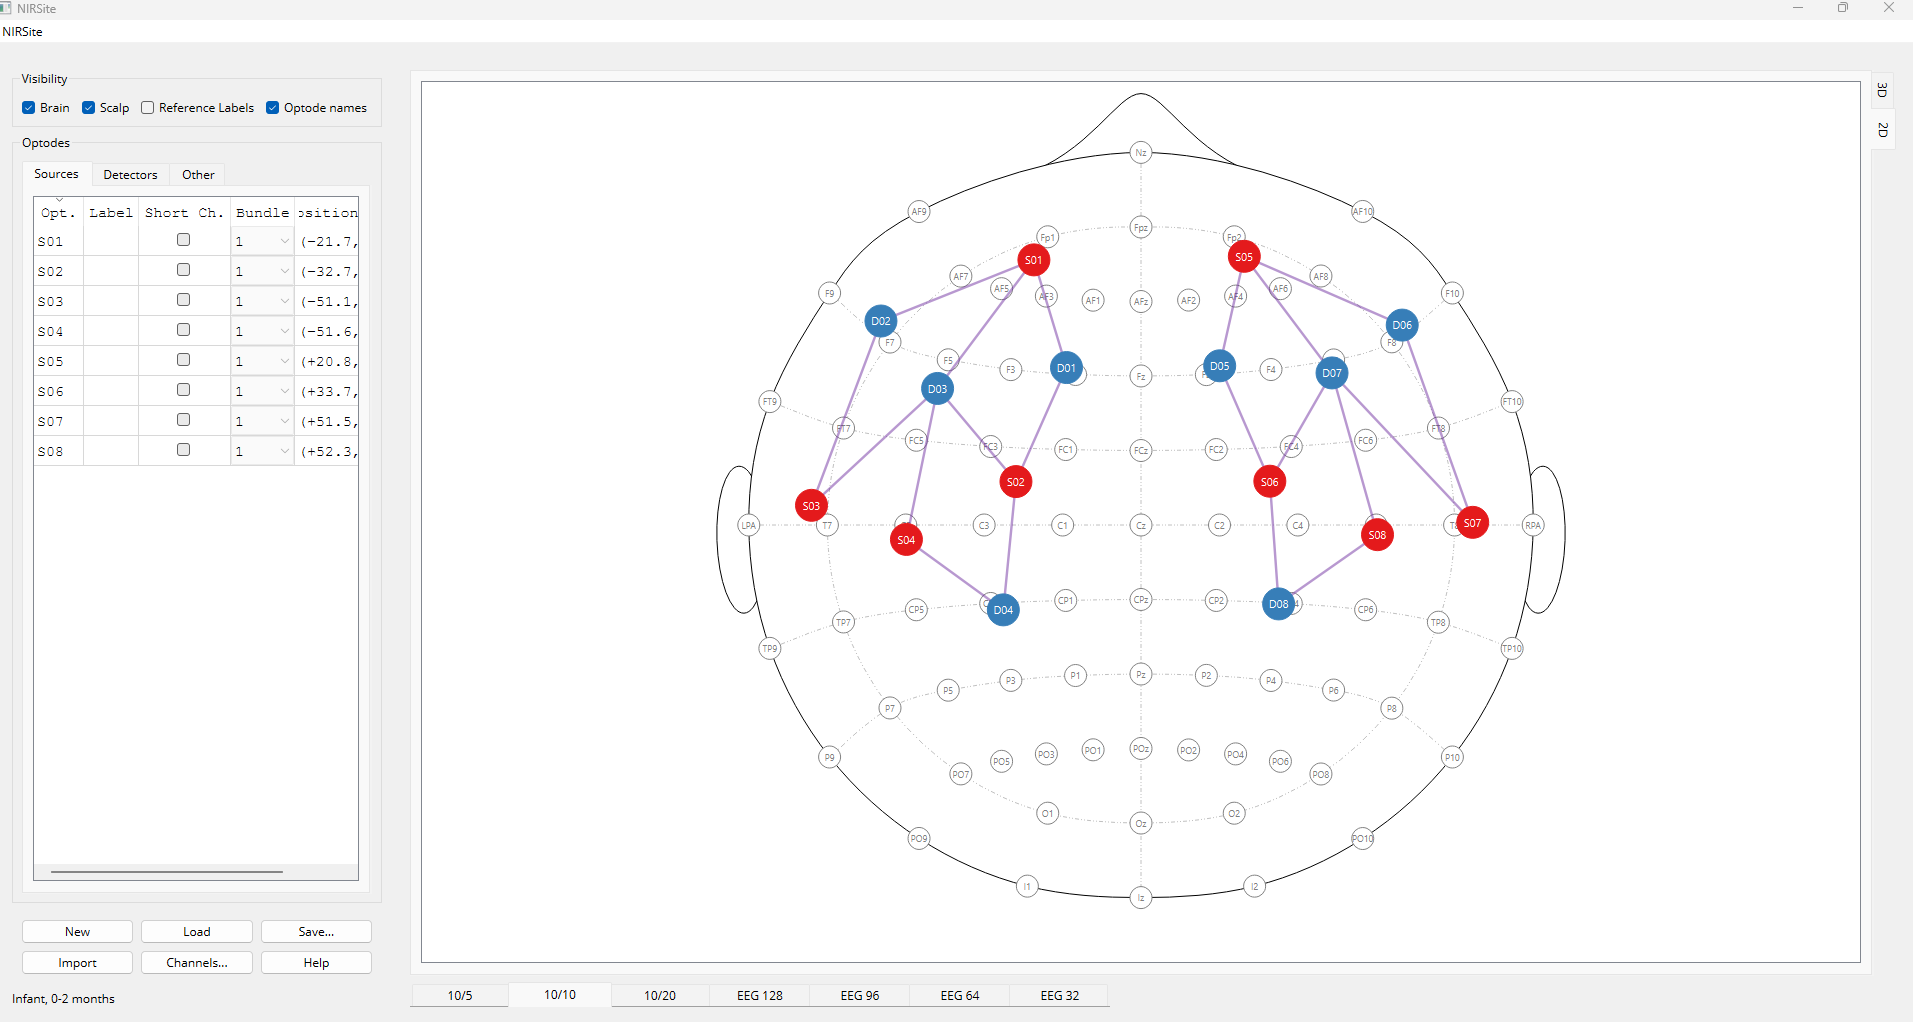 NIRSite
NIRSite
Visibility
Brain Scalp Reference Labels Optode names
Optodes
Sources Detectors Other
Opt. Label Short Ch. Bundle
S01 1 (-21.7,
S02 1 (-32.7,
S03 1 (-51.1,
S04 1 (-51.6,
S05 1 (+20.8,
S06 1 (+33.7,
S07 1 (+51.5,
S08 1 (+52.3,
New Load Save...
Import Channels... Help
Infant, 0-2 months
3D
2D
Nz
AF9 AF10
Fp1 Fpz Fp2
S01 S05
AF7 AF8
F9 AF5 AF3 AF1 AFz AF2 AF4 AF6 F10
D02 D06
F7 F8
F5 F3 D01 Fz D05 F4 D07
D03
FT9 FT10
FT7 FT8
FC5 FC3 FC1 FCz FC2 FC4 FC6
S02 S06
S03
LPA T7 C3 C1 Cz C2 C4 S07 RPA
S04 S08
CP5 D04 CP1 CPz CP2 D08 CP6
TP7 TP8
TP9 TP10
P7 P5 P3 P1 Pz P2 P4 P6 P8
P9 PO7 PO5 PO3 PO1 POz PO2 PO4 PO6 PO8 P10
O1 Oz O2
PO9 PO10
I1 Iz I2
10/5 10/10 10/20 EEG 128 EEG 96 EEG 64 EEG 32